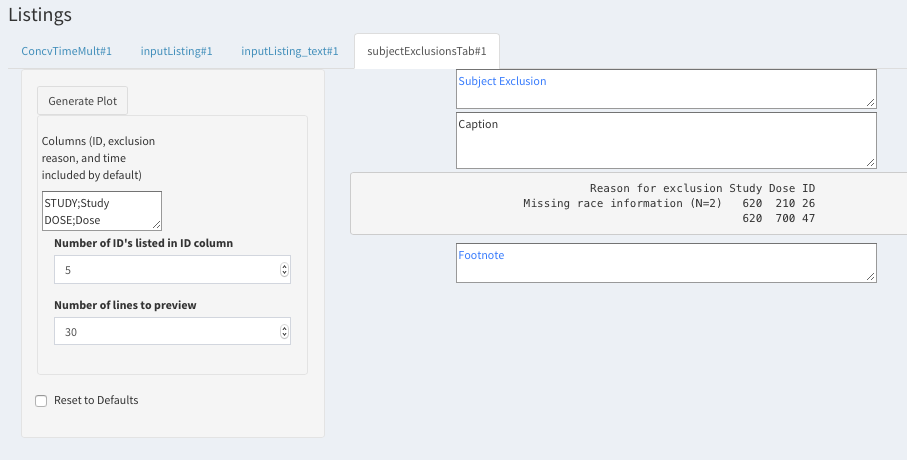 Listings
ConcvTimeMult#1 inputListing#1 inputListing_text#1 subjectExclusionsTab#1
Generate Plot
Columns (ID, exclusion
reason, and time
included by default)
STUDY;Study
DOSE;Dose
Number of ID's listed in ID column
5
Number of lines to preview
30
Reset to Defaults
Subject Exclusion
Caption
Reason for exclusion Study Dose ID
Missing race information (N=2) 620 210 26
620 700 47
Footnote